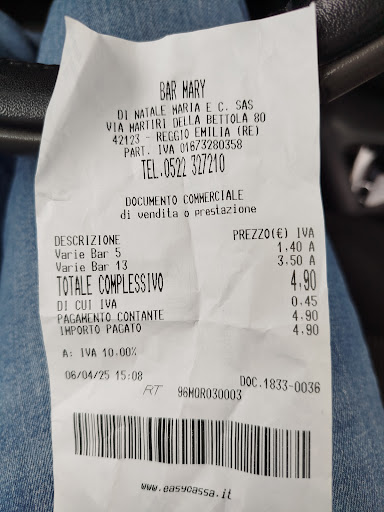 BAR MARY
DI NATALE MARIA E C. SAS
VIA MARTIRI DELLA BETTOLA 80
42123 - REGGIO EMILIA (RE)
PART. IVA 01673280358
TEL.0522 327210
DOCUMENTO COMMERCIALE
di vendita o prestazione
DESCRIZIONE PREZZO(€) IVA
Varie Bar 5 1.40 A
Varie Bar 13 3.50 A
TOTALE COMPLESSIVO 4,90
DI CUI IVA 0.45
PAGAMENTO CONTANTE 4.90
IMPORTO PAGATO 4.90
A: IVA 10.00%
06/04/25 15:08 DOC.1833-0036
RT 96MOR030003
www.easycassa.it